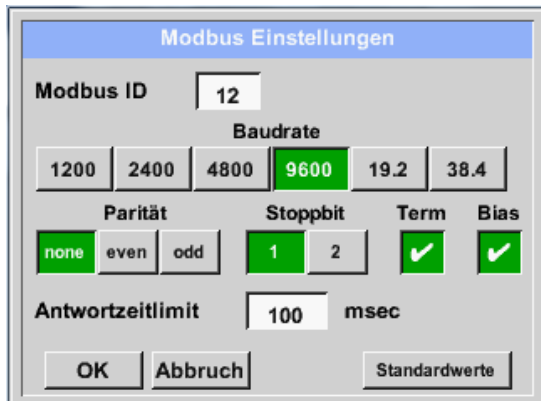 Modbus Einstellungen
Modbus ID 12
Baudrate
1200 2400 4800 9600 19.2 38.4
Parität Stoppbit Term Bias
none even odd 1 2
Antwortzeitlimit 100 msec
OK Abbruch Standardwerte